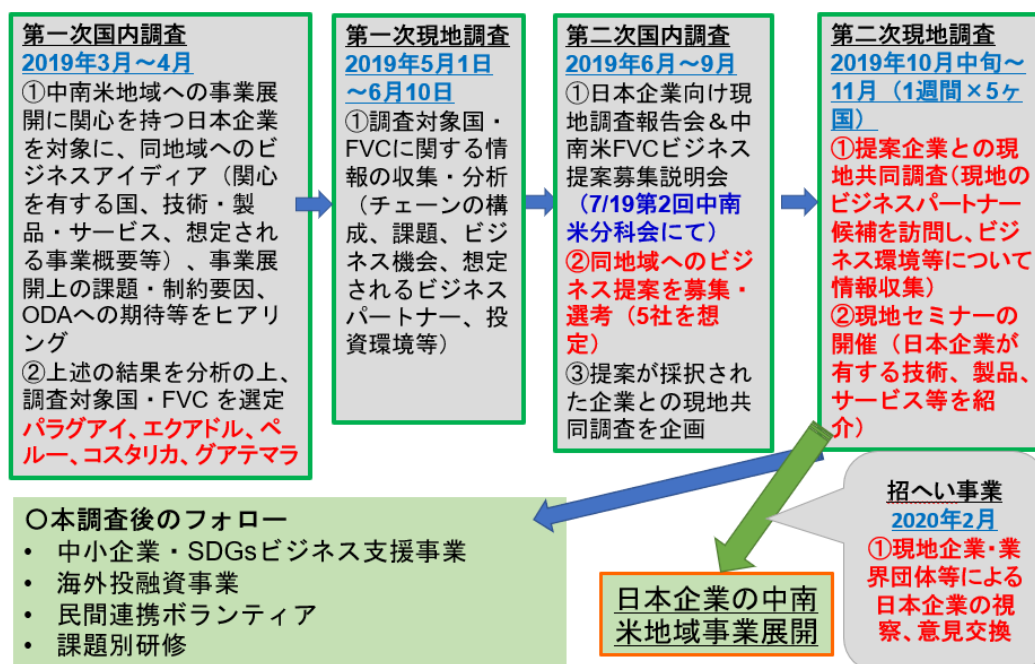 第一次国内調査
2019年3月～4月
①中南米地域への事業展
開に関心を持つ日本企業
を対象に、同地域へのビ
ジネスアイディア（関心
を有する国、技術・製
品・サービス、想定され
る事業概要等）、事業展
開上の課題・制約要因、
ODAへの期待等をヒアリ
ング
②上述の結果を分析の上、
調査対象国・FVC を選定
パラグアイ、エクアドル、ペ
ルー、コスタリカ、グアテマラ
第一次現地調査
2019年5月1日
～6月10日
①調査対象国・
FVCに関する情
報の収集・分析
（チェーンの構
成、課題、ビジ
ネス機会、想定
されるビジネス
パートナー、投
資環境等）
第二次国内調査
2019年6月～9月
①日本企業向け現
地調査報告会＆中
南米FVCビジネス
提案募集説明会
（7/19第2回中南
米分科会にて）
②同地域へのビジ
ネス提案を募集・
選考（5社を想
定）
③提案が採択され
た企業との現地共
同調査を企画
第二次現地調査
2019年10月中旬～
11月（1週間×5ヶ
国）
①提案企業との現
地共同調査(現地の
ビジネスパートナー
候補を訪問し、ビジ
ネス環境等について
情報収集）
②現地セミナーの
開催（日本企業が
有する技術、製品、
サービス等を紹
介）
〇本調査後のフォロー
• 中小企業・SDGsビジネス支援事業
• 海外投融資事業
• 民間連携ボランティア
• 課題別研修
日本企業の中南
米地域事業展開
招へい事業
2020年2月
①現地企業・業
界団体等による
日本企業の視
察、意見交換